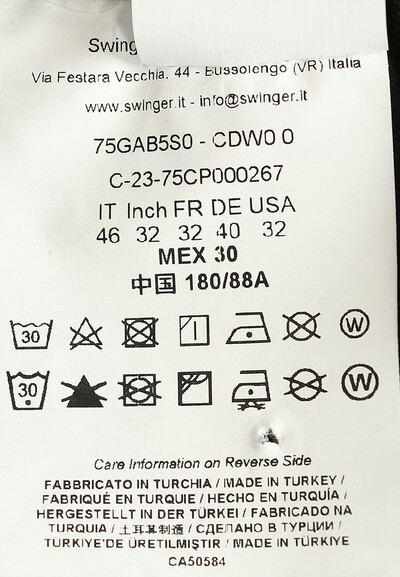 Swing
Via Festara Vecchia, 44 - Bussolengo (VR) Italia
www.swinger.it - info@swinger.it
75GAB5S0 - CDW0 0
C-23-75CP000267
IT Inch FR DE USA
46 32 32 40 32
MEX 30
中国 180/88A
30 W
30 W
Care Information on Reverse Side
FABBRICATO IN TURCHIA / MADE IN TURKEY /
FABRIQUÉ EN TURQUIE / HECHO EN TURQUÍA /
HERGESTELLT IN DER TÜRKEI / FABRICADO NA
TURQUIA / 土耳其制造 / СДЕЛАНО В ТУРЦИИ /
TURKIYE'DE ÜRETILMIŞTIR / MADE IN TÜRKIYE
CA50584